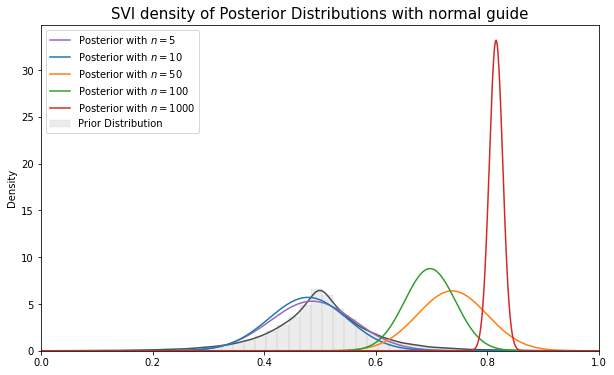 SVI density of Posterior Distributions with normal guide
Posterior with n = 5
Posterior with n = 10
Posterior with n = 50
Posterior with n = 100
Posterior with n = 1000
Prior Distribution
Density
30
25
20
15
10
5
0
0.0 0.2 0.4 0.6 0.8 1.0